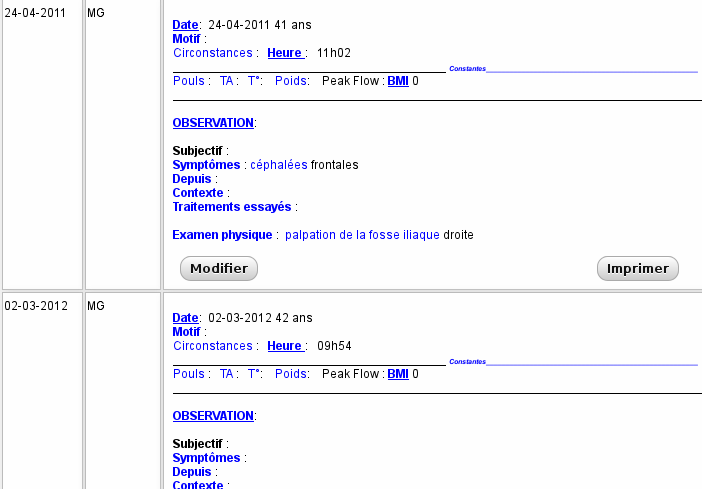 24-04-2011
MG
Date: 24-04-2011 41 ans
Motif :
Circonstances : Heure : 11h02
Constantes
Pouls : TA : T°: Poids: Peak Flow : BMI 0
OBSERVATION:
Subjectif :
Symptômes : céphalées frontales
Depuis :
Contexte :
Traitements essayés :
Examen physique : palpation de la fosse iliaque droite
Modifier
Imprimer
02-03-2012
MG
Date: 02-03-2012 42 ans
Motif :
Circonstances : Heure : 09h54
Constantes
Pouls : TA : T°: Poids: Peak Flow : BMI 0
OBSERVATION:
Subjectif :
Symptômes :
Depuis :
Contexte :